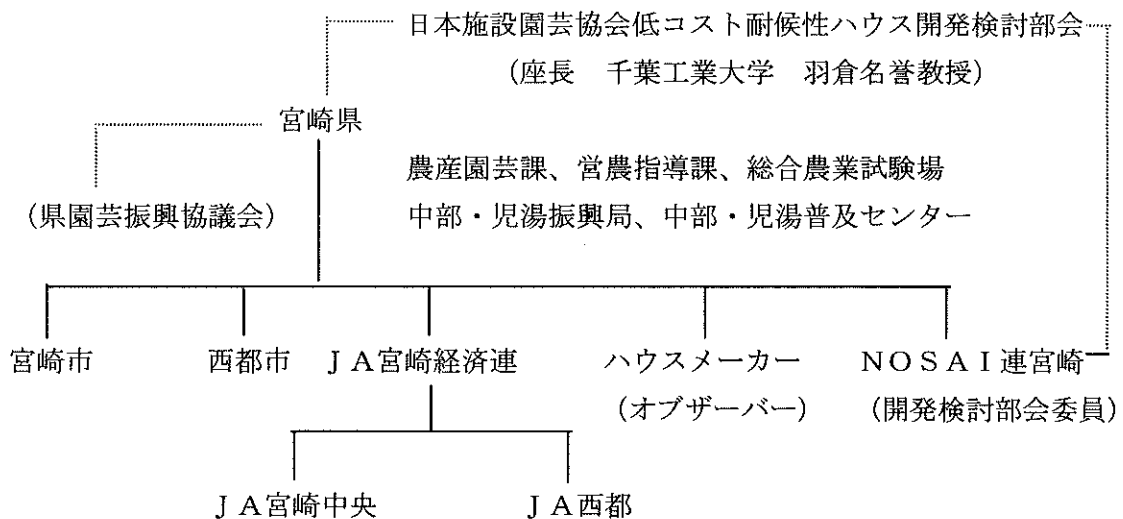 日本施設園芸協会低コスト耐候性ハウス開発検討部会
（座長　千葉工業大学　羽倉名誉教授）
宮崎県
農産園芸課、営農指導課、総合農業試験場
（県園芸振興協議会）
中部・児湯振興局、中部・児湯普及センター
宮崎市
西都市
ＪＡ宮崎経済連
ハウスメーカー
ＮＯＳＡＩ連宮崎
（オブザーバー）
（開発検討部会委員）
ＪＡ宮崎中央
ＪＡ西都